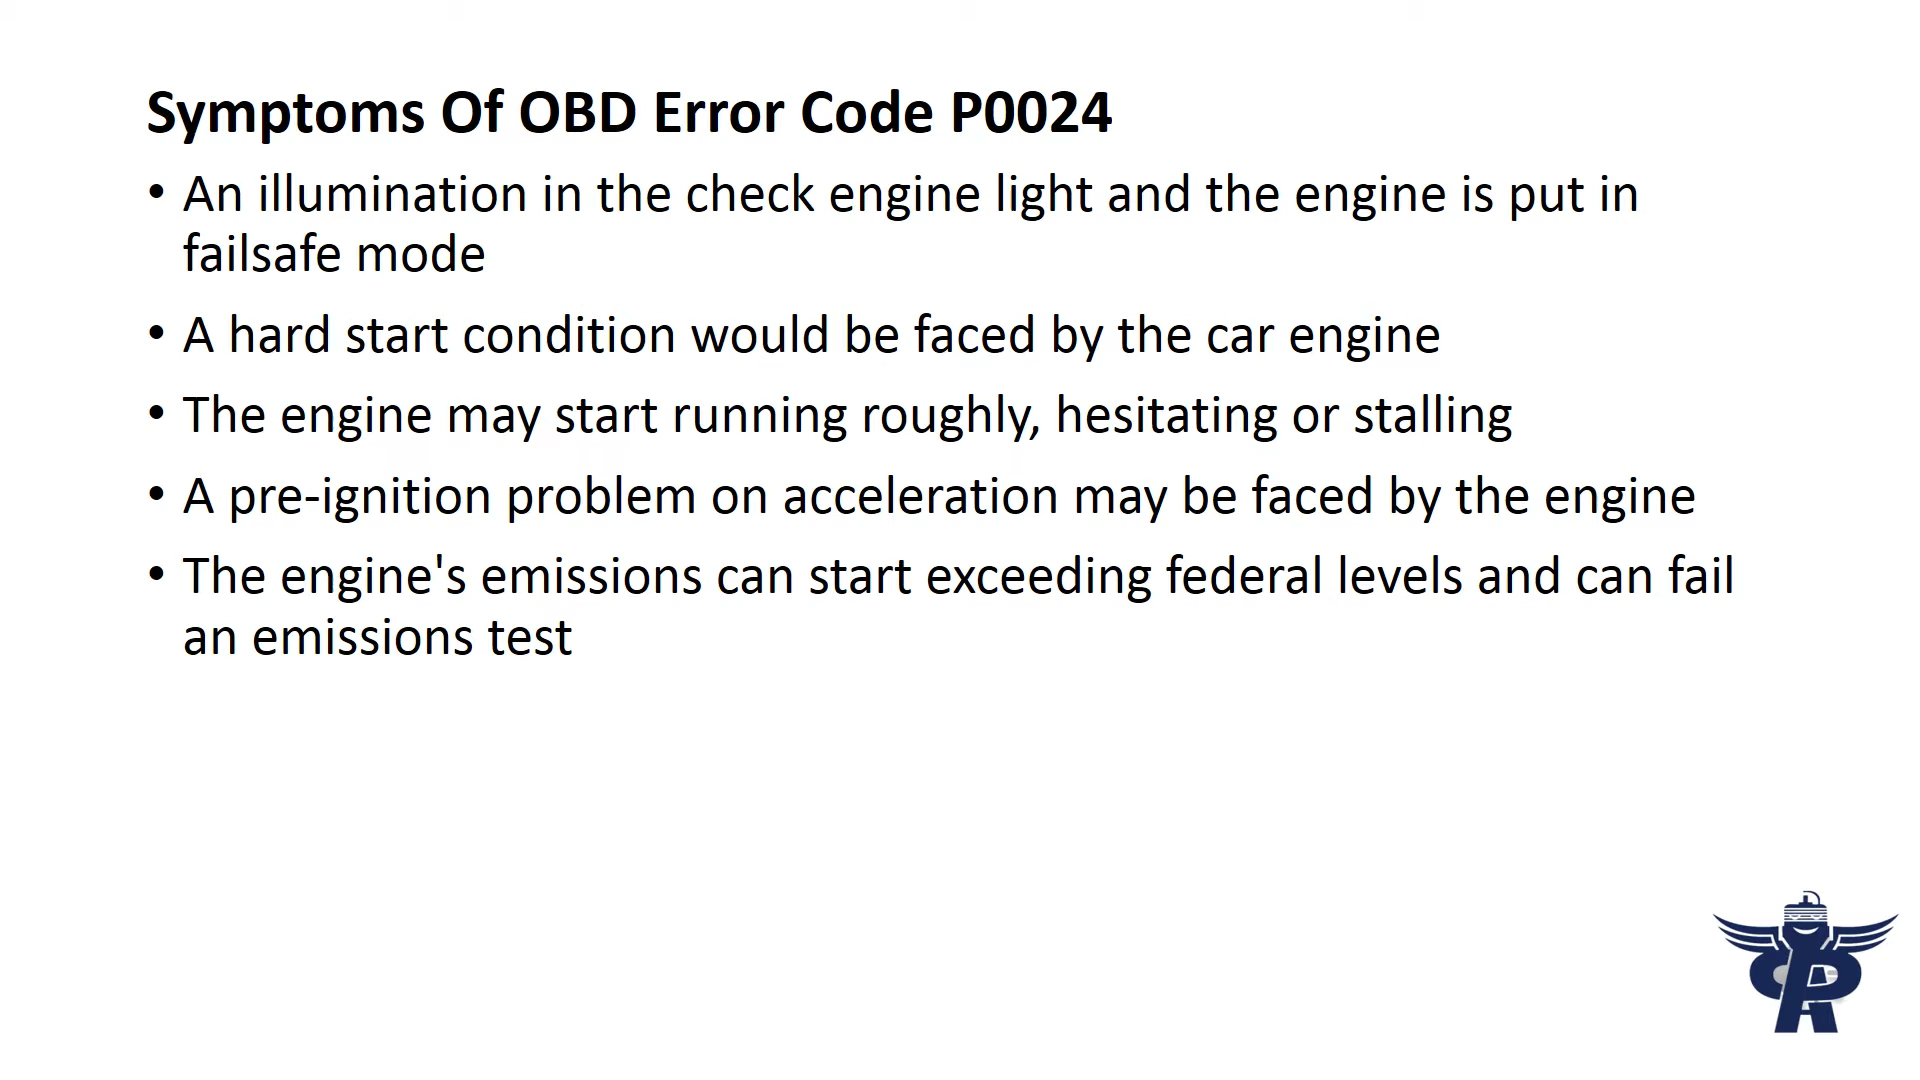 Symptoms Of OBD Error Code P0024
• An illumination in the check engine light and the engine is put in
failsafe mode
• A hard start condition would be faced by the car engine
• The engine may start running roughly, hesitating or stalling
• A pre-ignition problem on acceleration may be faced by the engine
• The engine's emissions can start exceeding federal levels and can fail
an emissions test